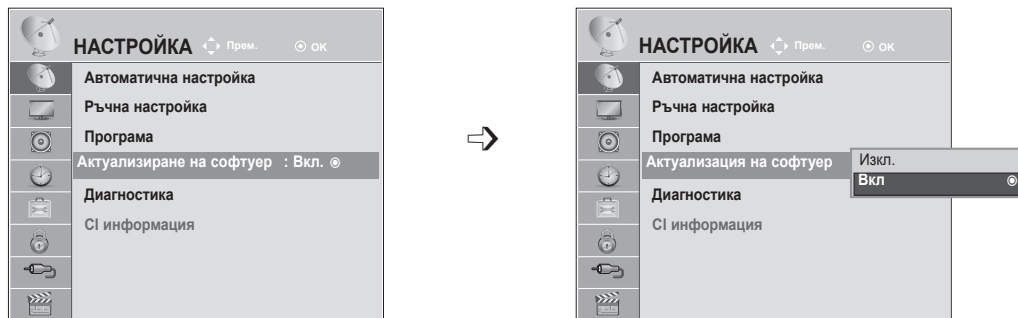 НАСТРОЙКА Прем. OK
Автоматична настройка
Ръчна настройка
Програма
Актуализиране на софтуер : Вкл.
Диагностика
CI информация
НАСТРОЙКА Прем. OK
Автоматична настройка
Ръчна настройка
Програма
Актуализация на софтуер
Изкл.
Вкл
Диагностика
CI информация